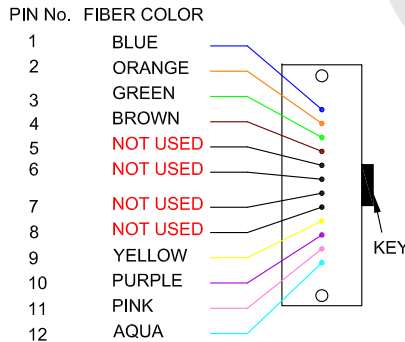 PIN No. FIBER COLOR
1 BLUE
2 ORANGE
3 GREEN
4 BROWN
5 NOT USED
6 NOT USED
7 NOT USED
8 NOT USED
9 YELLOW
10 PURPLE
11 PINK
12 AQUA
KEY